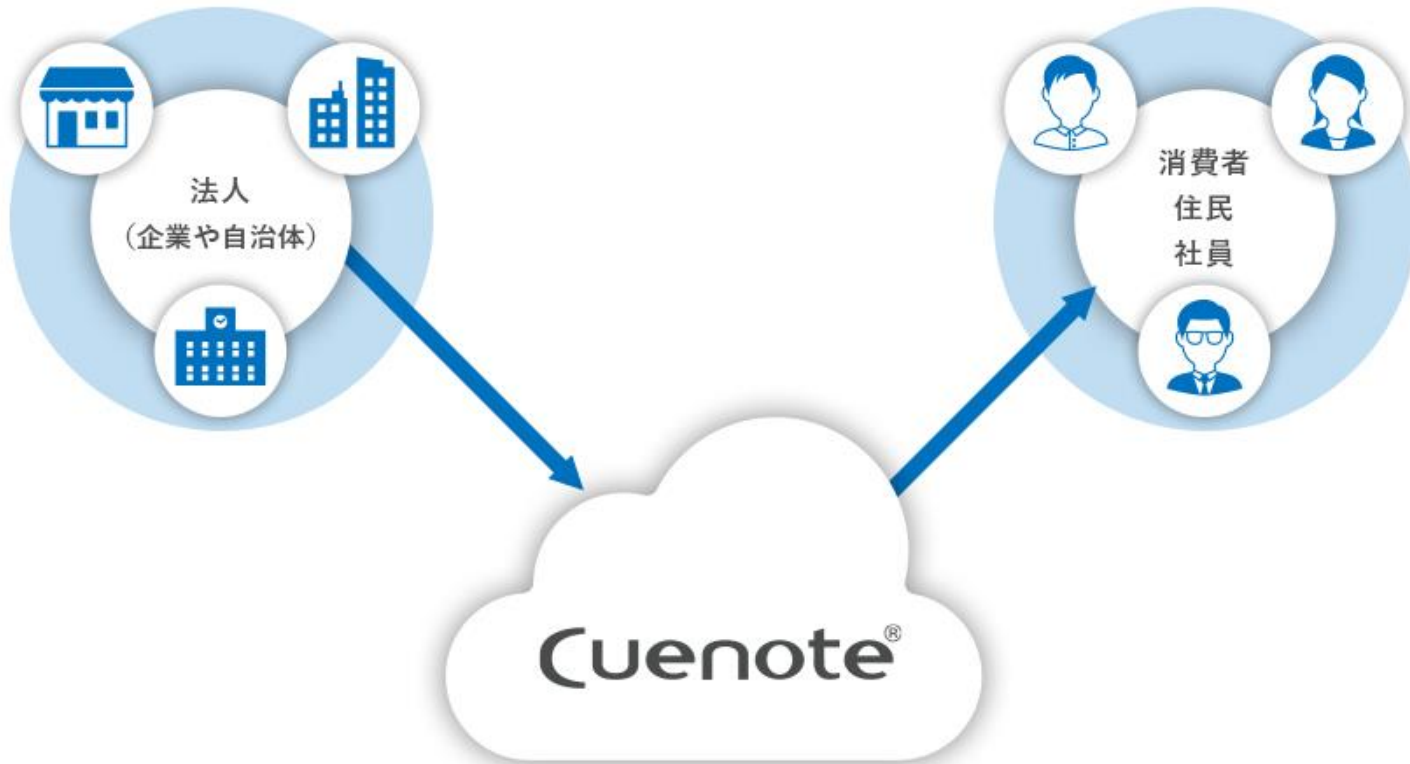 法人
（企業や自治体）
消費者
住民
社員
Cuenote®